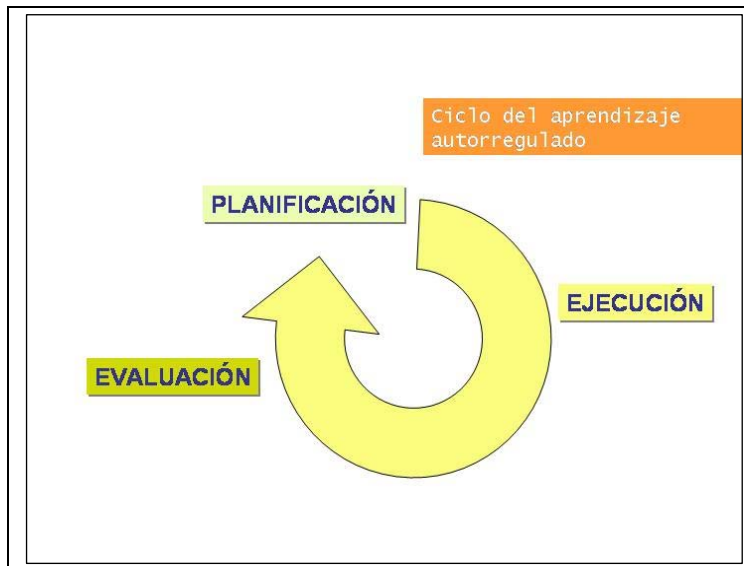 Ciclo del aprendizaje
autorregulado
PLANIFICACIÓN
EJECUCIÓN
EVALUACIÓN